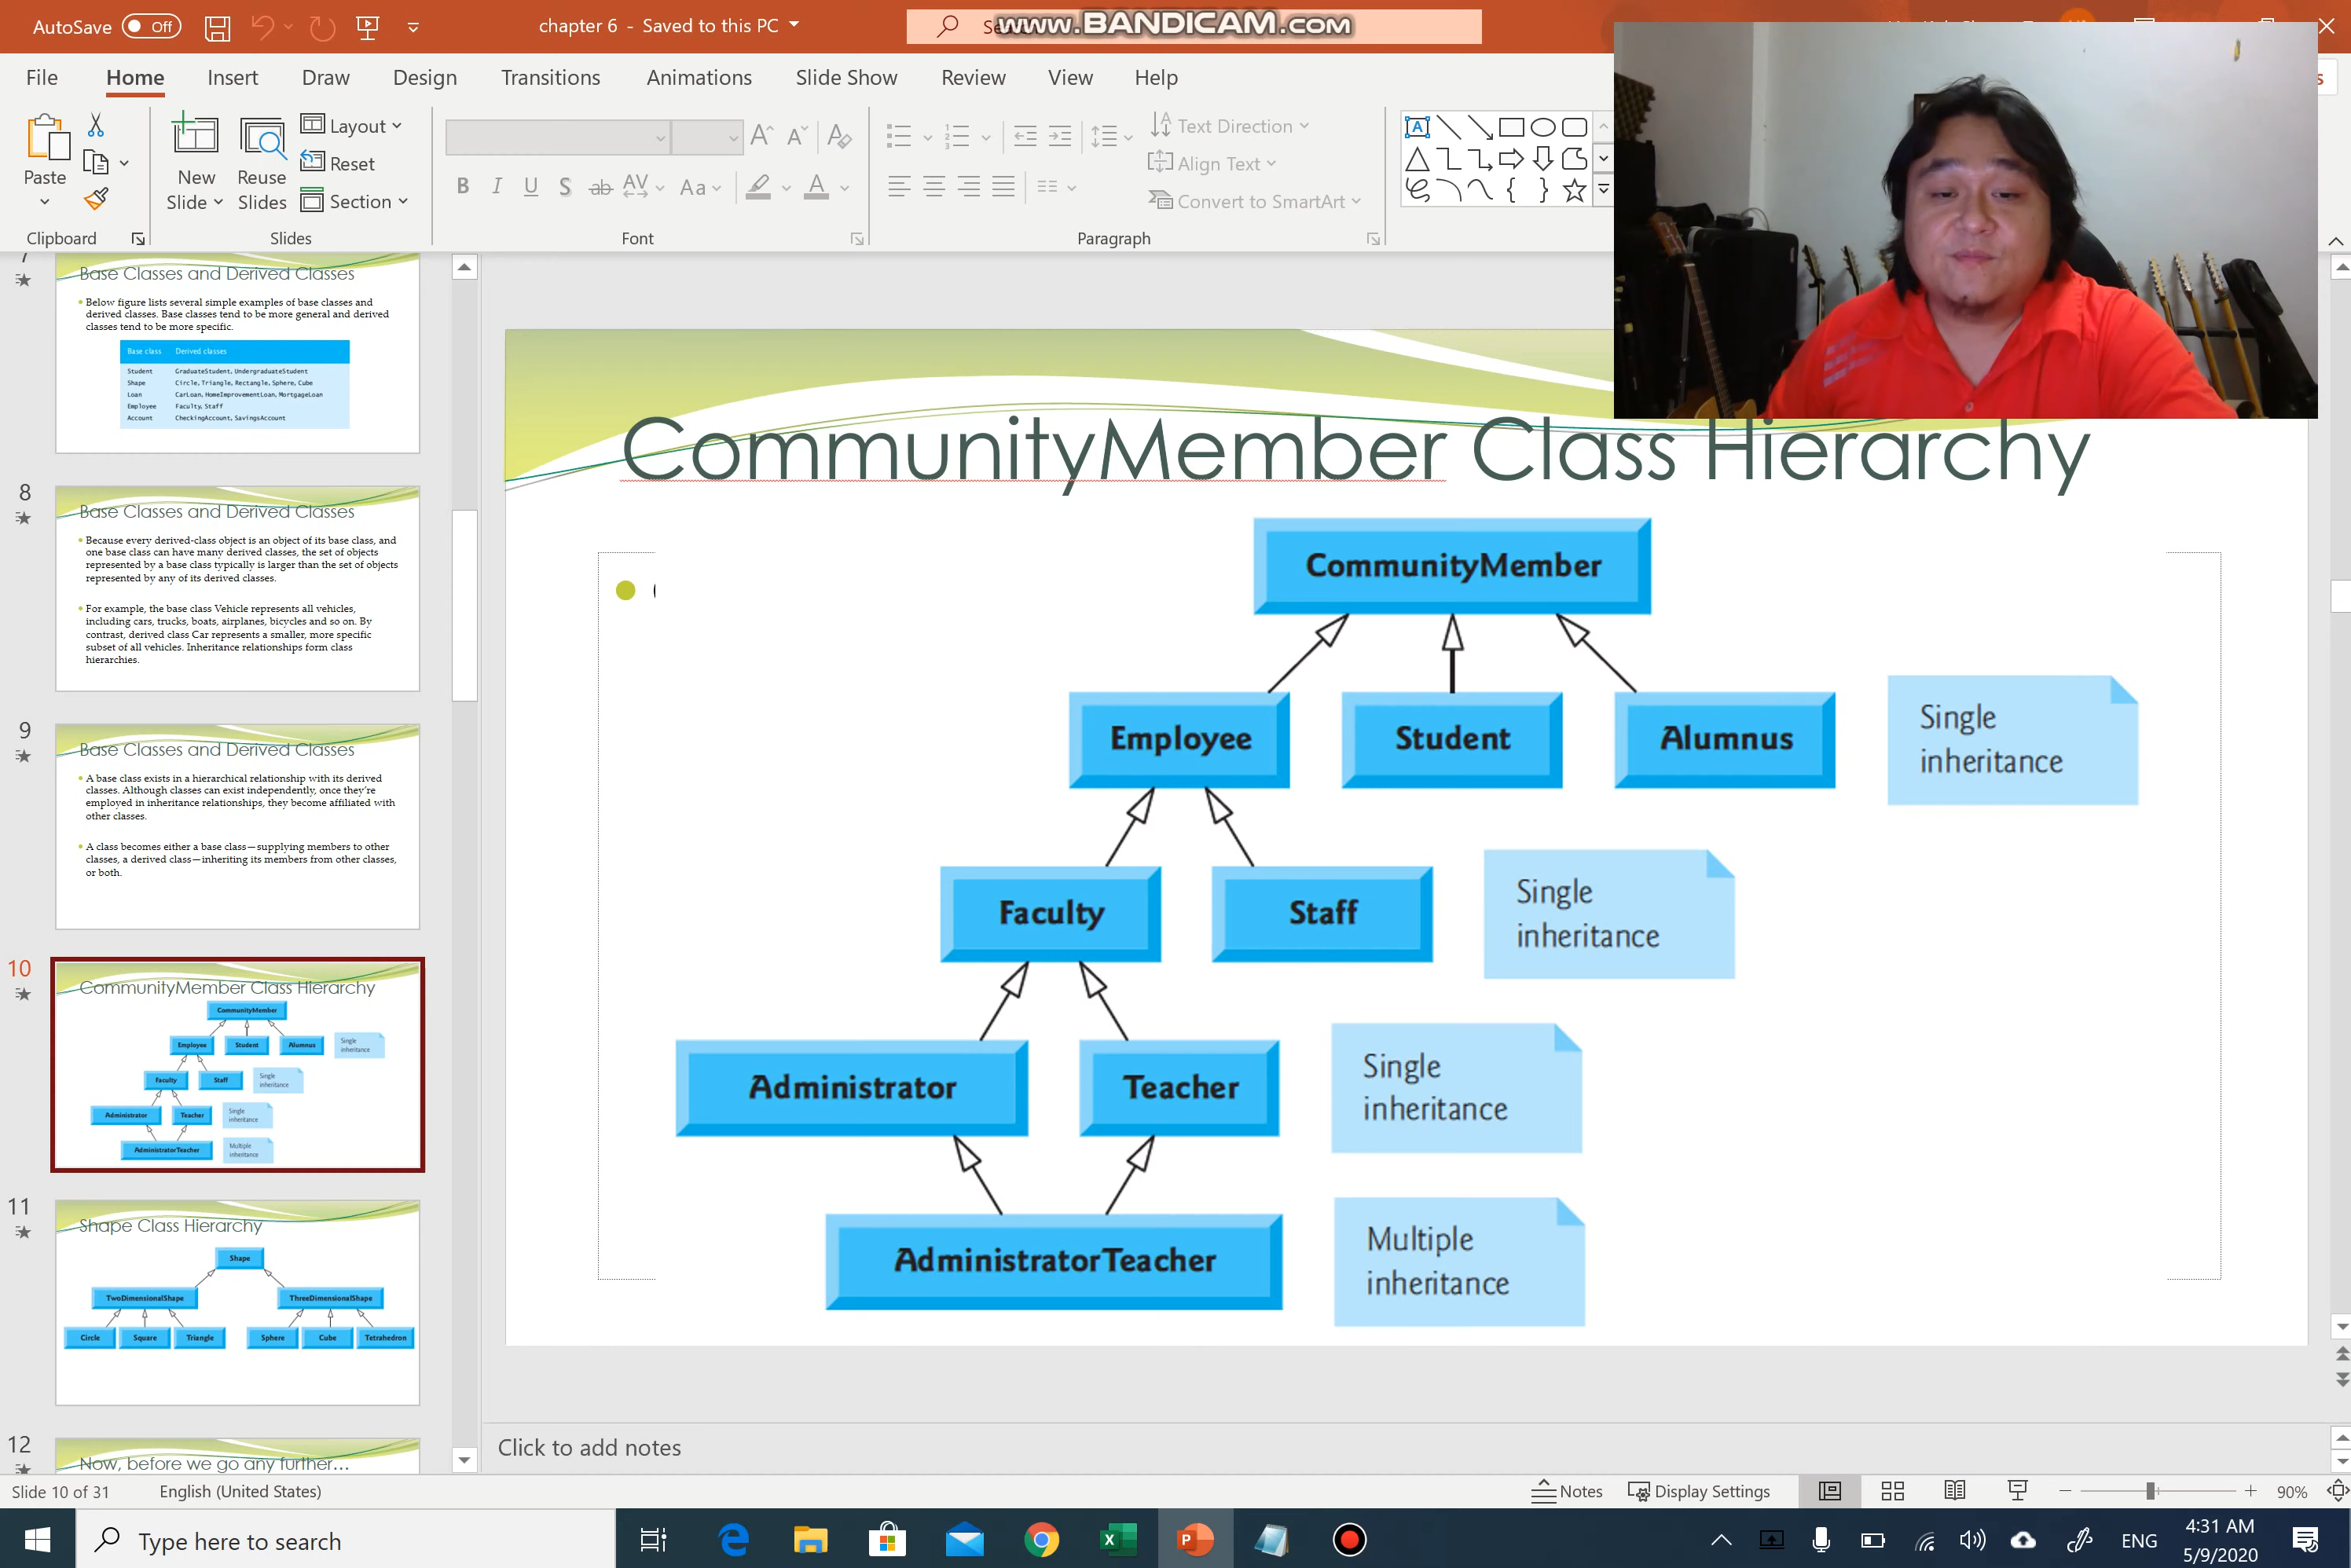 AutoSave Off
chapter 6 - Saved to this PC
www.BANDICAM.com
File Home Insert Draw Design Transitions Animations Slide Show Review View Help
Paste
New Slide
Reuse Slides
Layout
Reset
Section
B I U S ab AV Aa A
Text Direction
Align Text
Convert to SmartArt
Clipboard Slides Font Paragraph
7
Base Classes and Derived Classes
Below figure lists several simple examples of base classes and
derived classes. Base classes tend to be more general and derived
classes tend to be more specific.
Base class Derived classes
Student GraduateStudent, UndergraduateStudent
Shape Circle, Triangle, Rectangle, Sphere, Cube
Loan CarLoan, HomeImprovementLoan, MortgageLoan
Employee Faculty, Staff
Account CheckingAccount, SavingsAccount
8
Base Classes and Derived Classes
Because every derived-class object is an object of its base class, and
one base class can have many derived classes, the set of objects
represented by a base class typically is larger than the set of objects
represented by any of its derived classes.
For example, the base class Vehicle represents all vehicles,
including cars, trucks, boats, airplanes, bicycles and so on. By
contrast, derived class Car represents a smaller, more specific
subset of all vehicles. Inheritance relationships form class
hierarchies.
9
Base Classes and Derived Classes
A base class exists in a hierarchical relationship with its derived
classes. Although classes can exist independently, once they're
employed in inheritance relationships, they become affiliated with
other classes.
A class becomes either a base class—supplying members to other
classes, a derived class—inheriting its members from other classes,
or both.
10
CommunityMember Class Hierarchy
CommunityMember
Employee Student Alumnus Single
inheritance
Faculty Staff Single
inheritance
Administrator Teacher Single
inheritance
AdministratorTeacher Multiple
inheritance
11
Shape Class Hierarchy
Shape
TwoDimensionalShape ThreeDimensionalShape
Circle Square Triangle Sphere Cube Tetrahedron
12
Now, before we go any further...
CommunityMember Class Hierarchy
CommunityMember
Employee Student Alumnus
Single
inheritance
Faculty Staff
Single
inheritance
Administrator Teacher
Single
inheritance
AdministratorTeacher
Multiple
inheritance
Click to add notes
Slide 10 of 31 English (United States) Notes Display Settings 90%
Type here to search
ENG
4:31 AM
5/9/2020